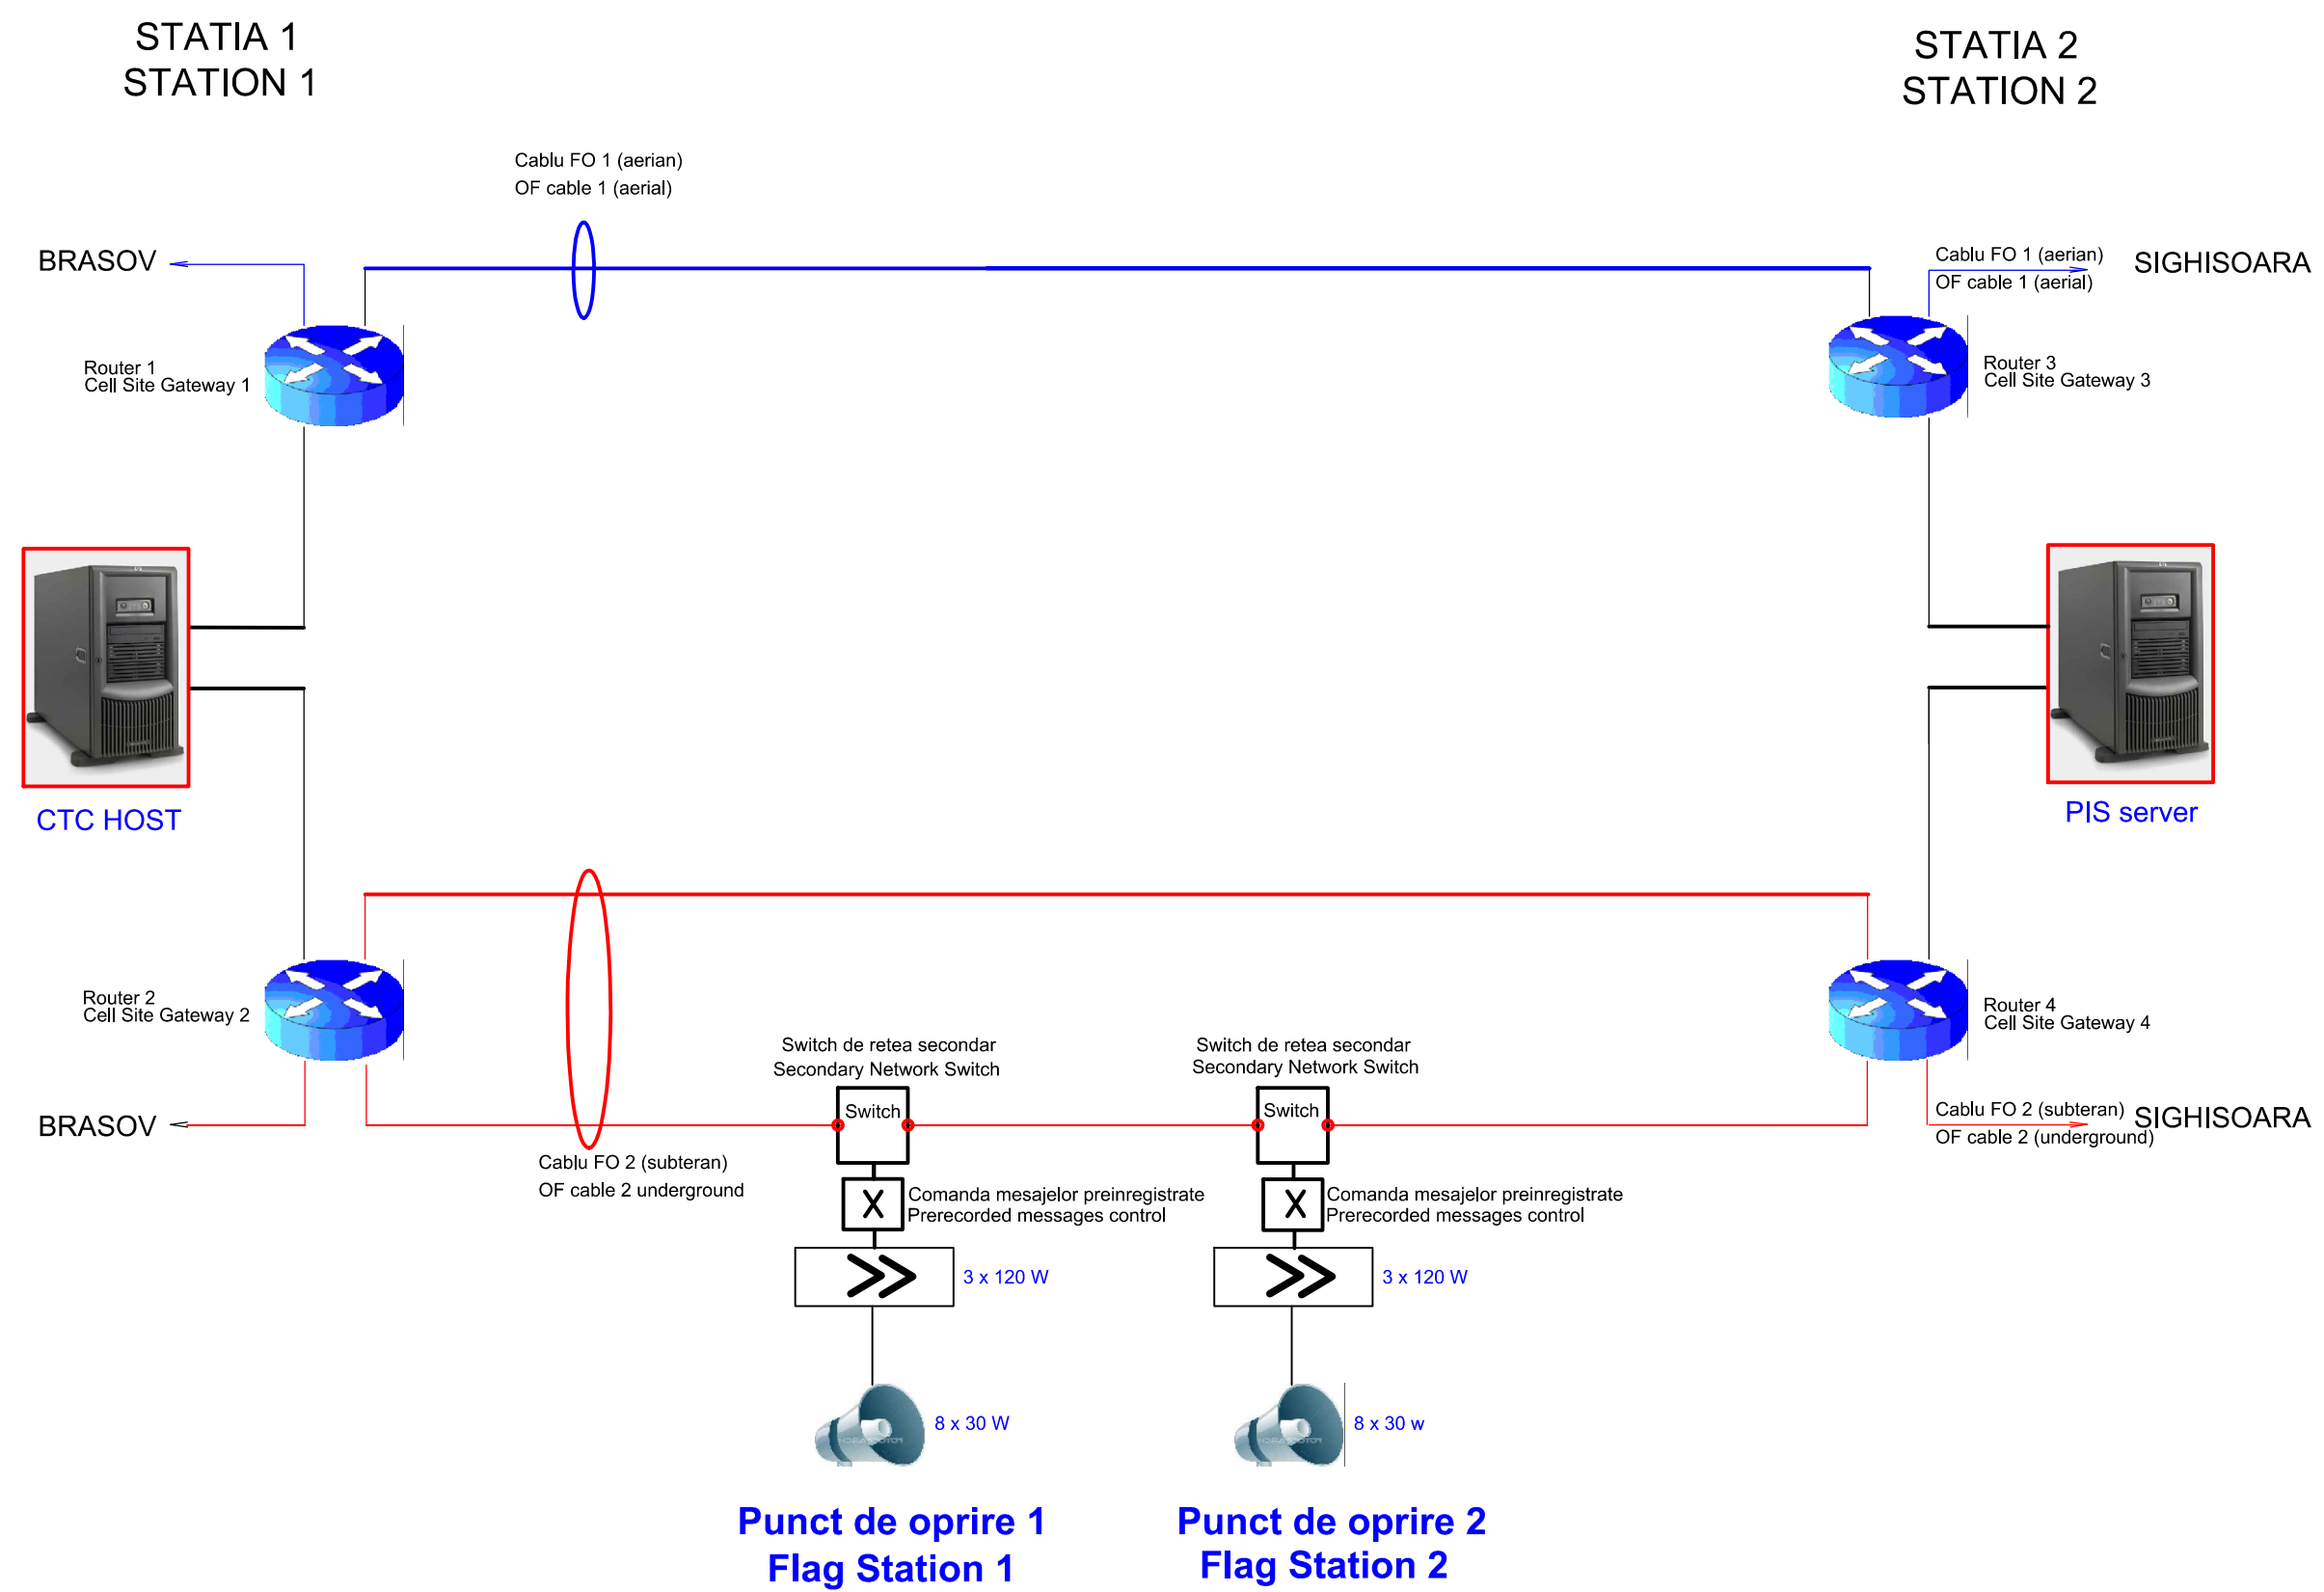 STATIA 1
STATION 1
STATIA 2
STATION 2
Cablu FO 1 (aerian)
OF cable 1 (aerial)
BRASOV
Cablu FO 1 (aerian)
OF cable 1 (aerial)
SIGHISOARA
Router 1
Cell Site Gateway 1
Router 3
Cell Site Gateway 3
CTC HOST
PIS server
Router 2
Cell Site Gateway 2
Router 4
Cell Site Gateway 4
Switch de retea secondar
Secondary Network Switch
Switch
Switch de retea secondar
Secondary Network Switch
Switch
BRASOV
Cablu FO 2 (subteran)
OF cable 2 (underground)
SIGHISOARA
Cablu FO 2 (subteran)
OF cable 2 underground
X
Comanda mesajelor preinregistrate
Prerecorded messages control
X
Comanda mesajelor preinregistrate
Prerecorded messages control
3 x 120 W
3 x 120 W
8 x 30 W
8 x 30 w
Punct de oprire 1
Flag Station 1
Punct de oprire 2
Flag Station 2